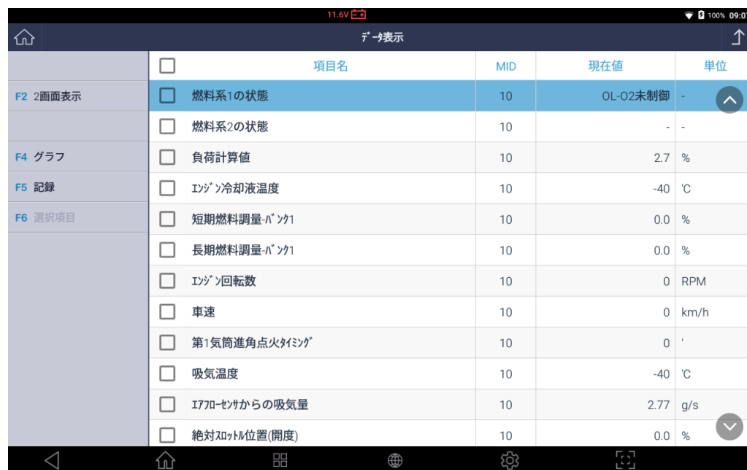 11.6V
100% 09:0
ﾃﾞｰﾀ表示
項目名 MID 現在値 単位
F2 2画面表示
F4 グラフ
F5 記録
F6 選択項目
燃料系1の状態 10 OL-O2未制御 -
燃料系2の状態 10 - -
負荷計算値 10 2.7 %
ｴﾝｼﾞﾝ冷却液温度 10 -40 'C
短期燃料調量-ﾊﾞﾝｸ1 10 0.0 %
長期燃料調量-ﾊﾞﾝｸ1 10 0.0 %
ｴﾝｼﾞﾝ回転数 10 0 RPM
車速 10 0 km/h
第1気筒進角点火ﾀｲﾐﾝｸﾞ 10 0 '
吸気温度 10 -40 'C
ｴｱﾌﾛｰｾﾝｻからの吸気量 10 2.77 g/s
絶対ｽﾛｯﾄﾙ位置(開度) 10 0.0 %